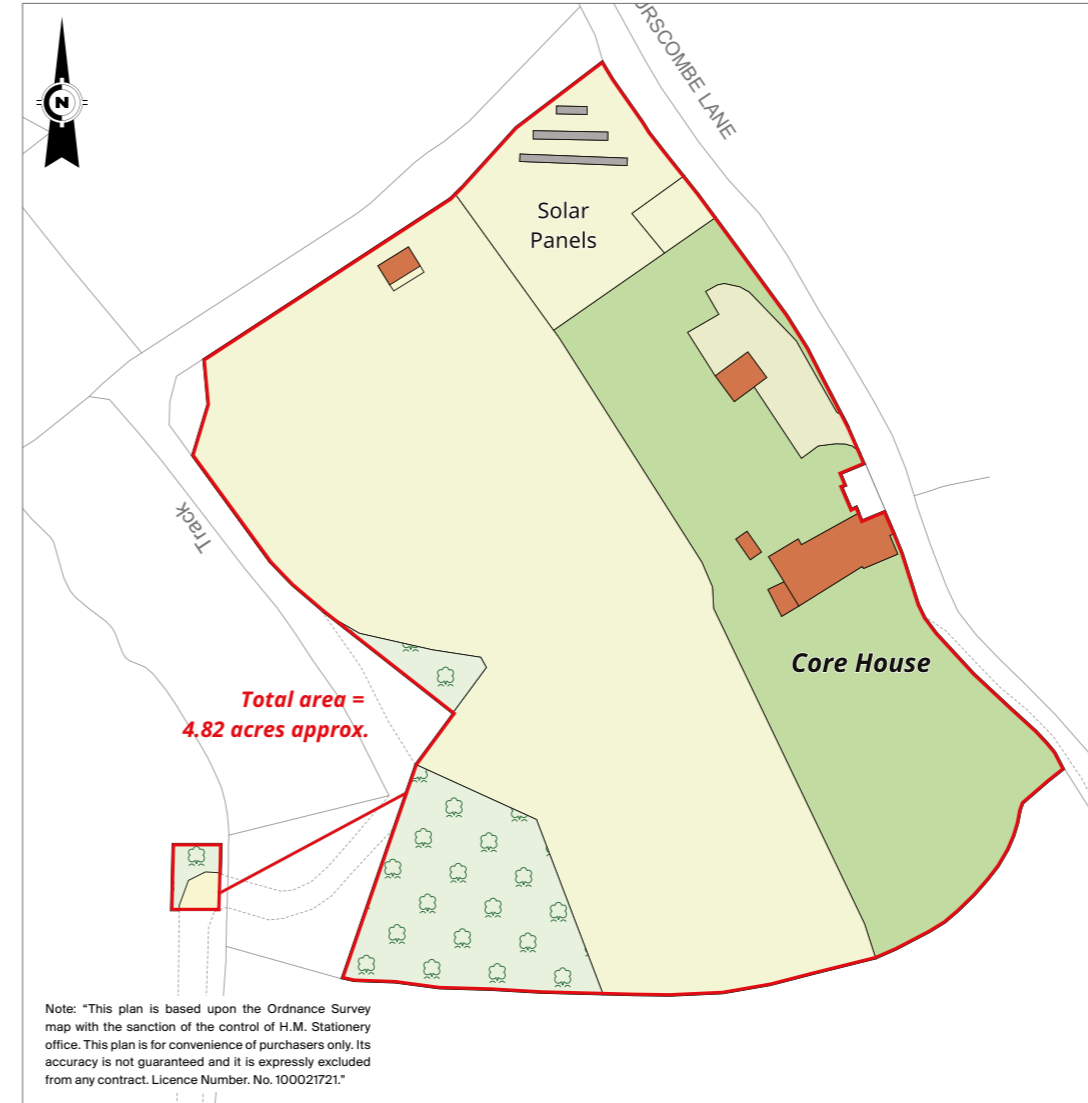 N
LANE
Solar
Panels
Track
Core House
Total area =
4.82 acres approx.
Note: “This plan is based upon the Ordnance Survey
map with the sanction of the control of H.M. Stationery
office. This plan is for convenience of purchasers only. Its
accuracy is not guaranteed and it is expressly excluded
from any contract. Licence Number. No. 100021721.”